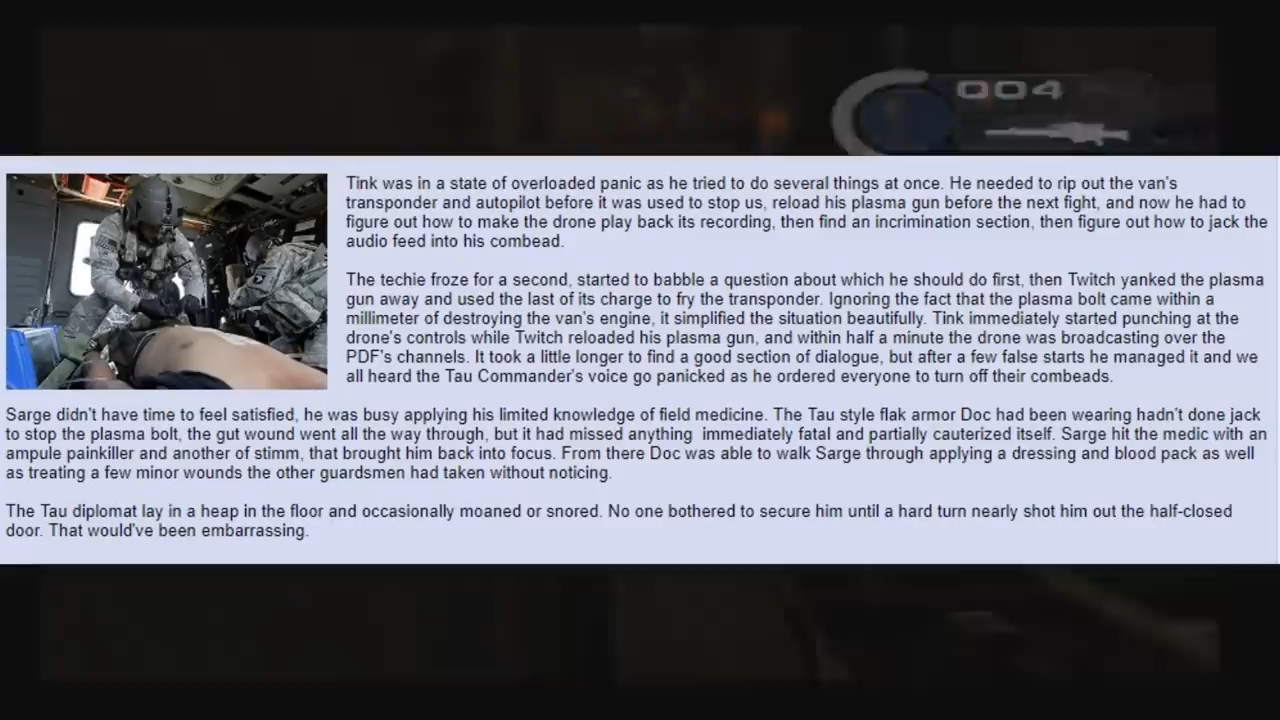 004
Tink was in a state of overloaded panic as he tried to do several things at once. He needed to rip out the van's
transponder and autopilot before it was used to stop us, reload his plasma gun before the next fight, and now he had to
figure out how to make the drone play back its recording, then find an incrimination section, then figure out how to jack the
audio feed into his combead.
The techie froze for a second, started to babble a question about which he should do first, then Twitch yanked the plasma
gun away and used the last of its charge to fry the transponder. Ignoring the fact that the plasma bolt came within a
millimeter of destroying the van's engine, it simplified the situation beautifully. Tink immediately started punching at the
drone's controls while Twitch reloaded his plasma gun, and within half a minute the drone was broadcasting over the
PDF's channels. It took a little longer to find a good section of dialogue, but after a few false starts he managed it and we
all heard the Tau Commander's voice go panicked as he ordered everyone to turn off their combeads.
Sarge didn't have time to feel satisfied, he was busy applying his limited knowledge of field medicine. The Tau style flak armor Doc had been wearing hadn't done jack
to stop the plasma bolt, the gut wound went all the way through, but it had missed anything immediately fatal and partially cauterized itself. Sarge hit the medic with an
ampule painkiller and another of stimm, that brought him back into focus. From there Doc was able to walk Sarge through applying a dressing and blood pack as well
as treating a few minor wounds the other guardsmen had taken without noticing.
The Tau diplomat lay in a heap in the floor and occasionally moaned or snored. No one bothered to secure him until a hard turn nearly shot him out the half-closed
door. That would've been embarrassing.